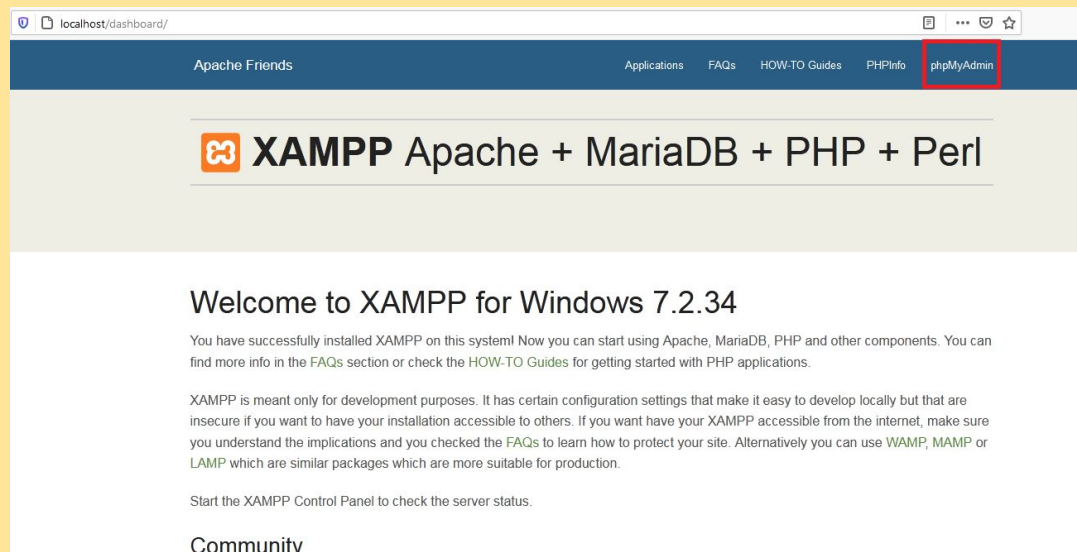 localhost/dashboard/
Apache Friends Applications FAQs HOW-TO Guides PHPInfo phpMyAdmin
XAMPP Apache + MariaDB + PHP + Perl
Welcome to XAMPP for Windows 7.2.34
You have successfully installed XAMPP on this system! Now you can start using Apache, MariaDB, PHP and other components. You can
find more info in the FAQs section or check the HOW-TO Guides for getting started with PHP applications.
XAMPP is meant only for development purposes. It has certain configuration settings that make it easy to develop locally but that are
insecure if you want to have your installation accessible to others. If you want have your XAMPP accessible from the internet, make sure
you understand the implications and you checked the FAQs to learn how to protect your site. Alternatively you can use WAMP, MAMP or
LAMP which are similar packages which are more suitable for production.
Start the XAMPP Control Panel to check the server status.
Community